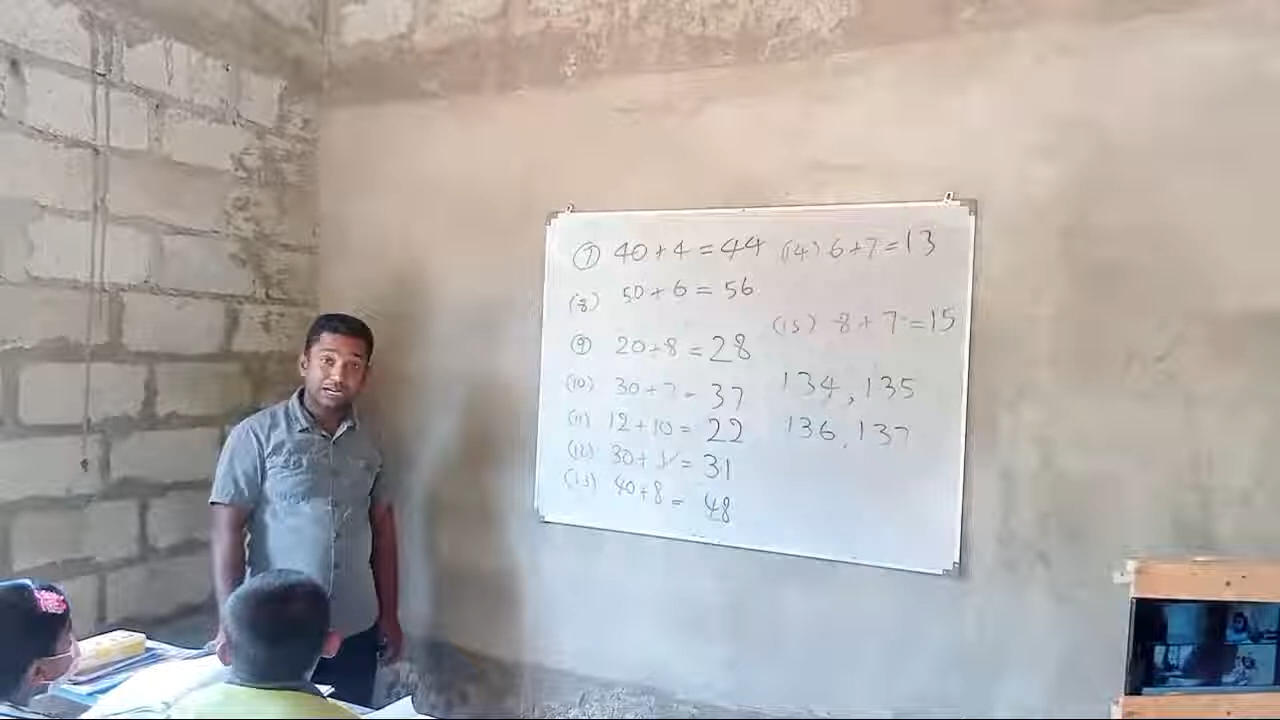 (7) 40 + 4 = 44
(8) 50 + 6 = 56
(9) 20 + 8 = 28
(10) 30 + 7 = 37
(11) 12 + 10 = 22
(12) 30 + 1 = 31
(13) 40 + 8 = 48
(14) 6 + 7 = 13
(15) 8 + 7 = 15
134, 135
136, 137